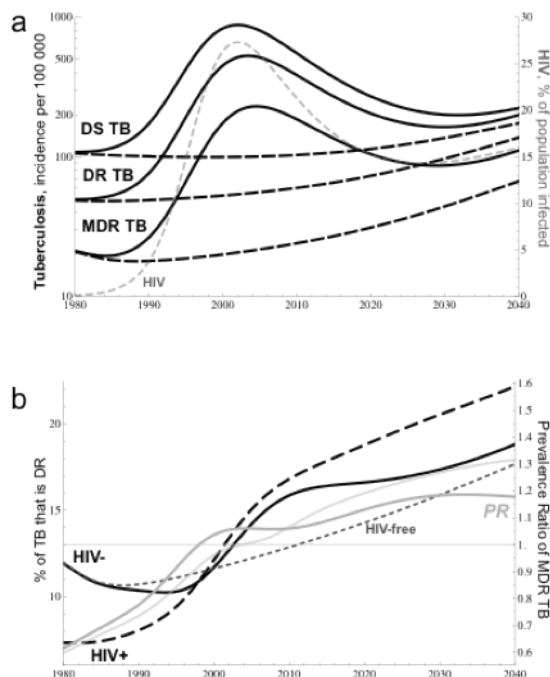 a
Tuberculosis, incidence per 100 000
1000
500
200
100
10
DS TB
DR TB
MDR TB
HIV
30
25
20
15
10
5
0
HIV, % of population infected
1980
1990
2000
2010
2020
2030
2040
b
% of TB that is DR
20
15
10
HIV-
HIV+
HIV-free
PR
1.6
1.5
1.4
1.3
1.2
1.1
1.0
0.9
0.8
0.7
0.6
Prevalence Ratio of MDR TB
1980
1990
2000
2010
2020
2030
2040